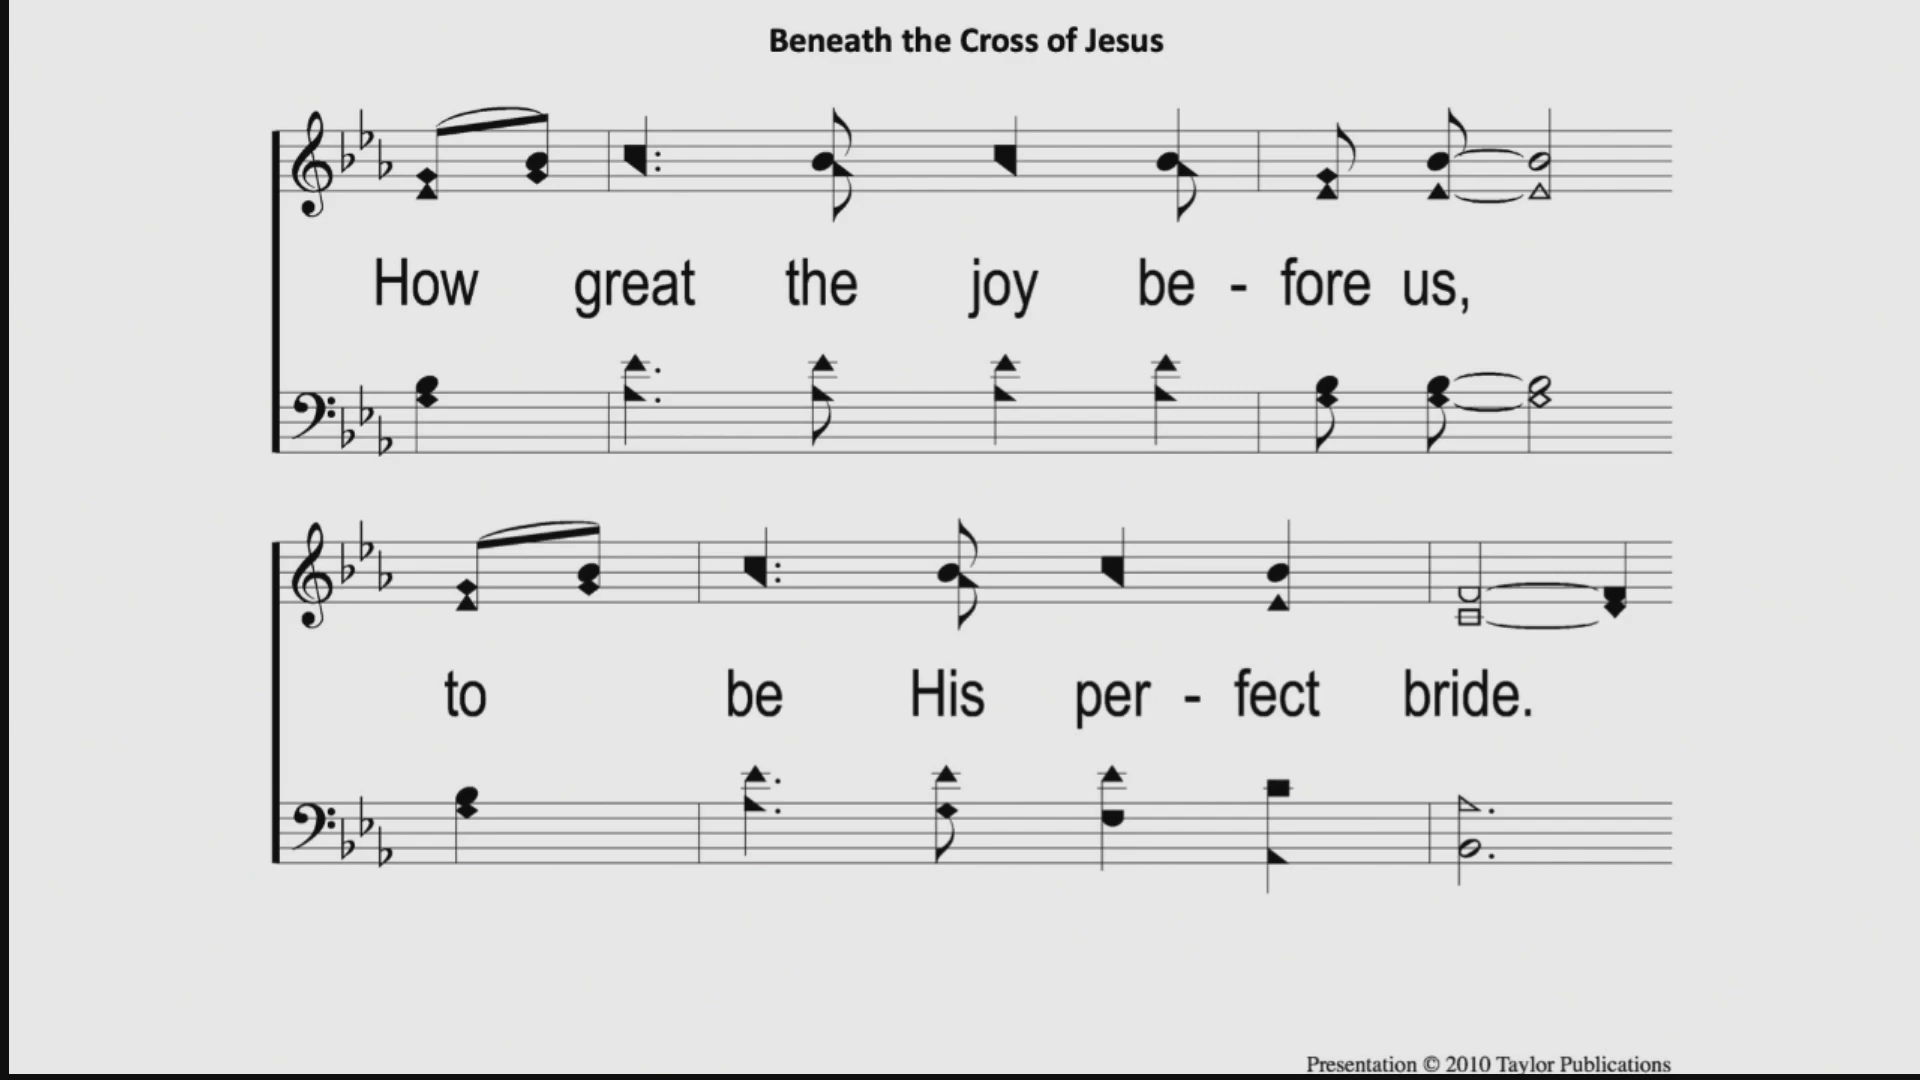 Beneath the Cross of Jesus
How great the joy be - fore us,
to be His per - fect bride.
Presentation © 2010 Taylor Publications